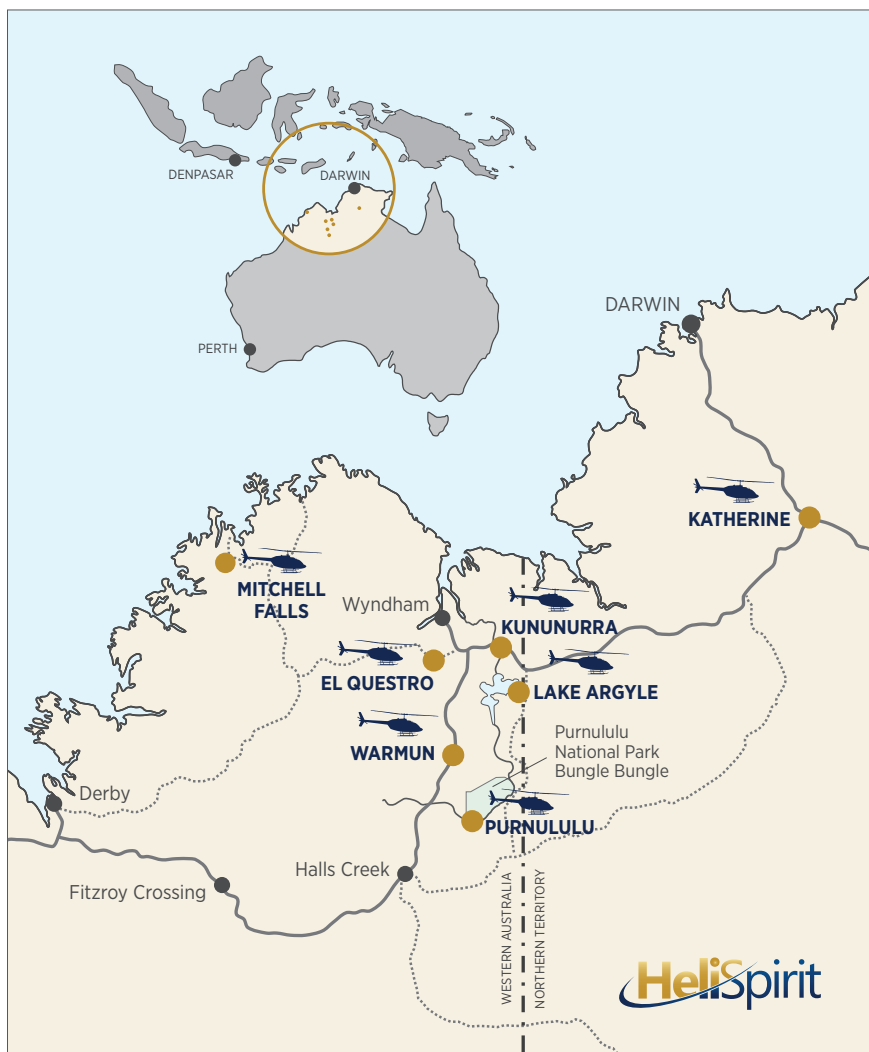 DENPASAR
DARWIN
PERTH
DARWIN
KATHERINE
MITCHELL
FALLS
Wyndham
KUNUNURRA
EL QUESTRO
LAKE ARGYLE
WARMUN
Purnululu
National Park
Bungle Bungle
Derby
PURNULULU
Halls Creek
Fitzroy Crossing
WESTERN AUSTRALIA
NORTHERN TERRITORY
HeliSpirit